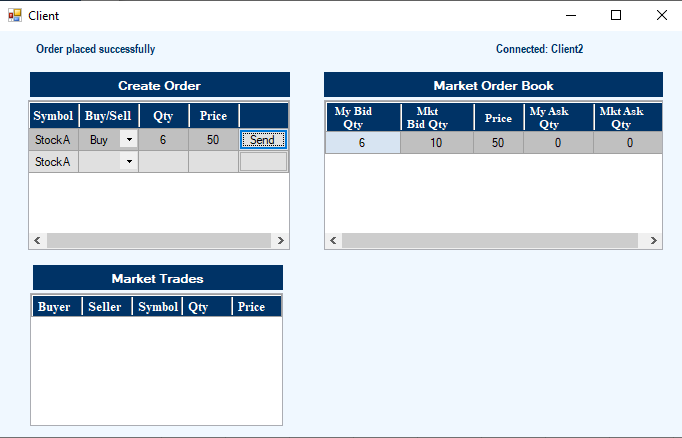 Client
Order placed successfully
Connected: Client2
Create Order
Symbol Buy/Sell Qty Price
StockA Buy 6 50 Send
StockA
Market Order Book
My Bid Qty Mkt Bid Qty Price My Ask Qty Mkt Ask Qty
6 10 50 0 0
Market Trades
Buyer Seller Symbol Qty Price